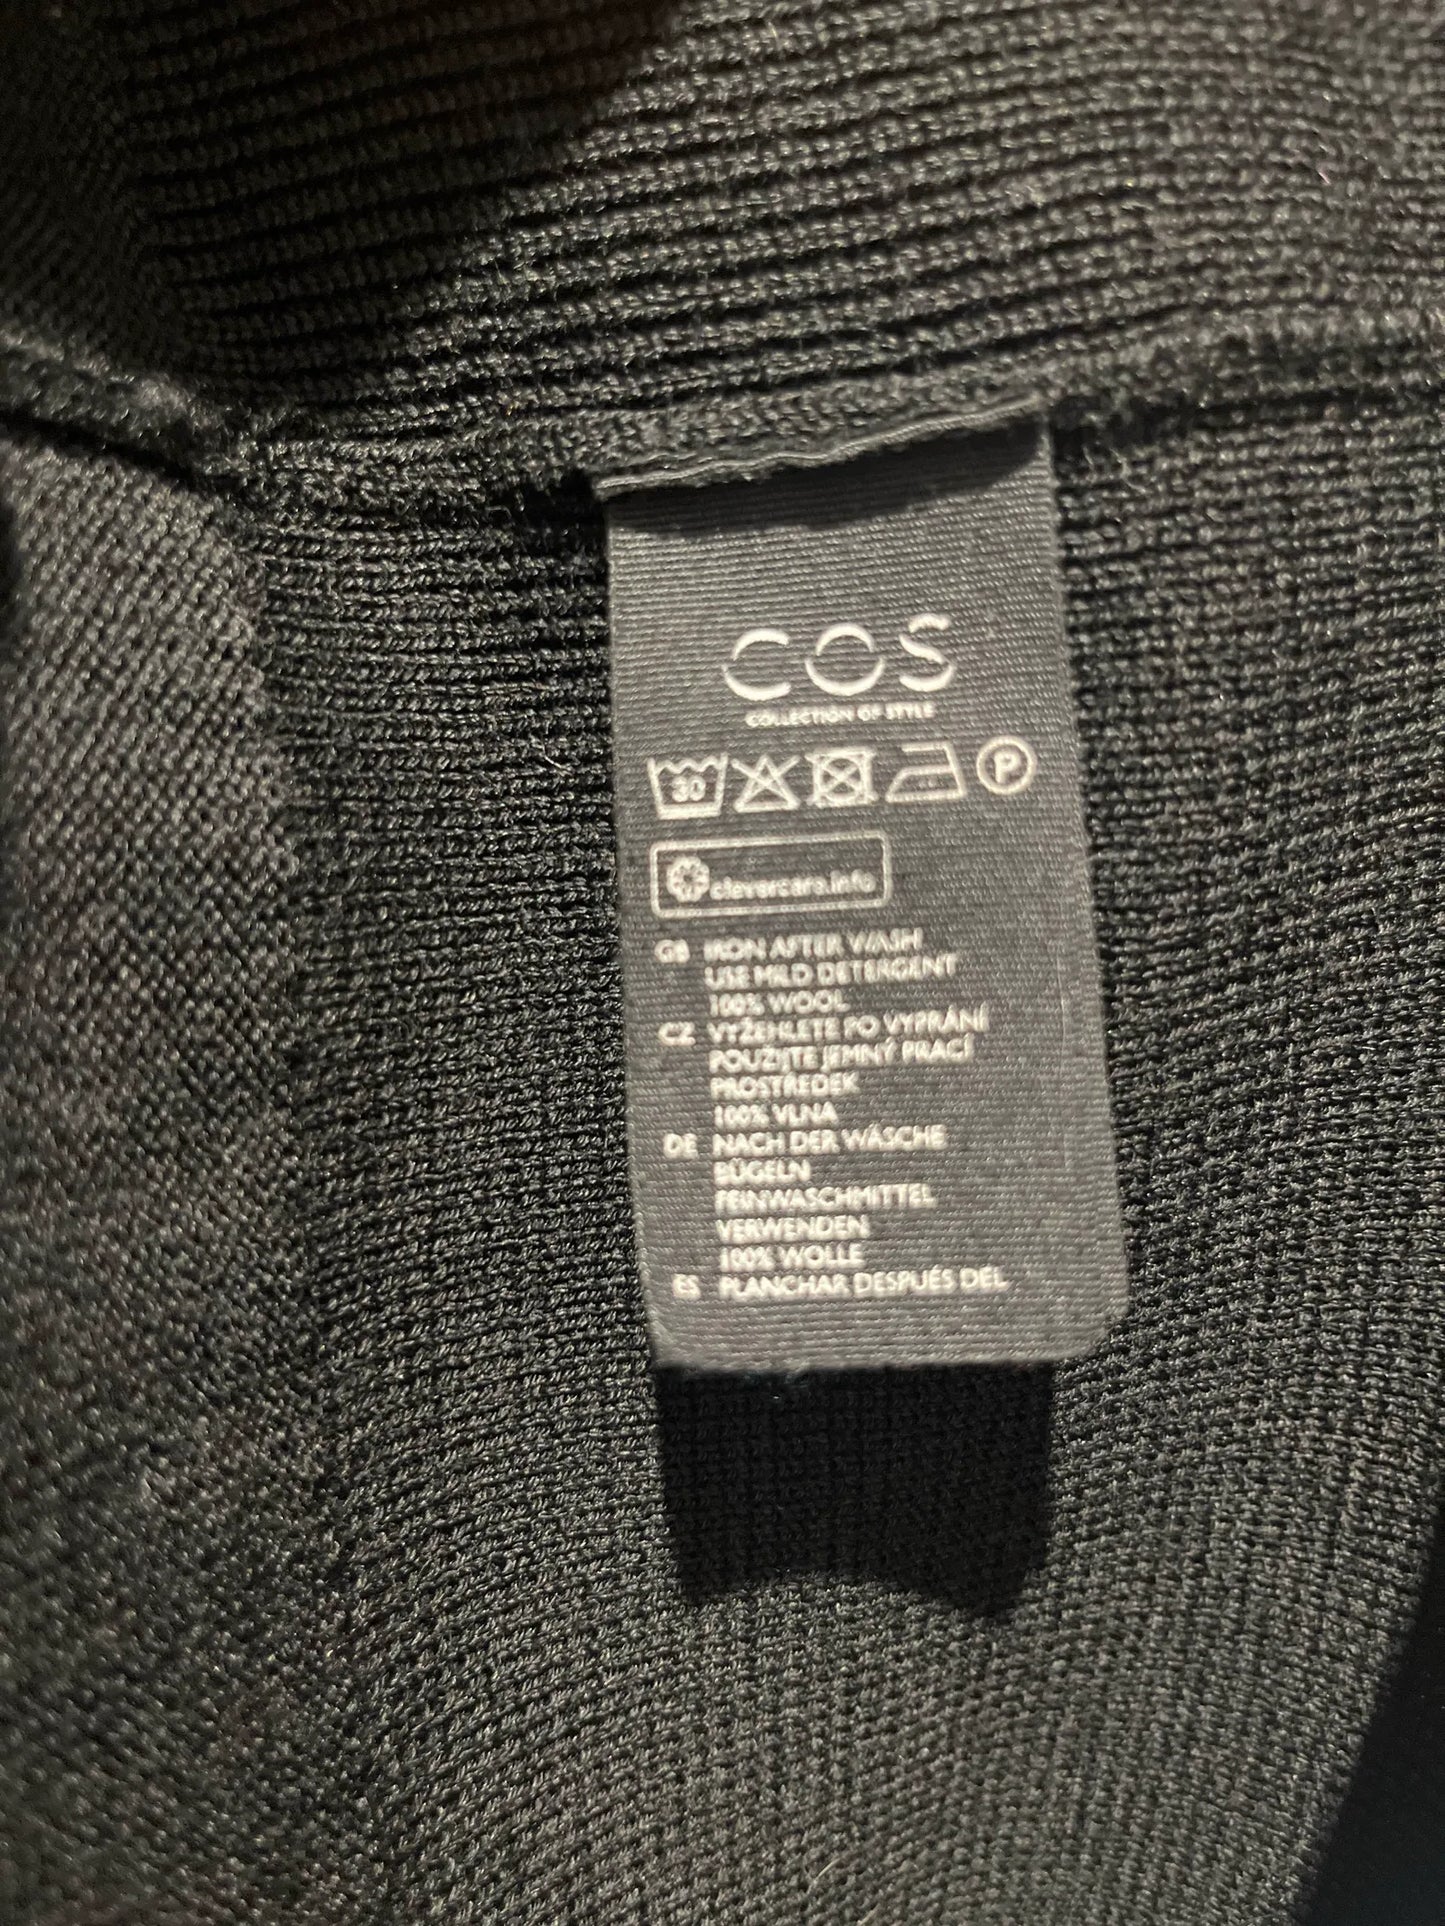 COS
COLLECTION OF STYLE
30 P
clevercare.info
GB IRON AFTER WASH
USE MILD DETERGENT
100% WOOL
CZ VYŽEHLETE PO VYPRÁNÍ
POUŽIJTE JEMNÝ PRACÍ
PROSTŘEDEK
100% VLNA
DE NACH DER WÄSCHE
BÜGELN
FEINWASCHMITTEL
VERWENDEN
100% WOLLE
ES PLANCHAR DESPUÉS DEL